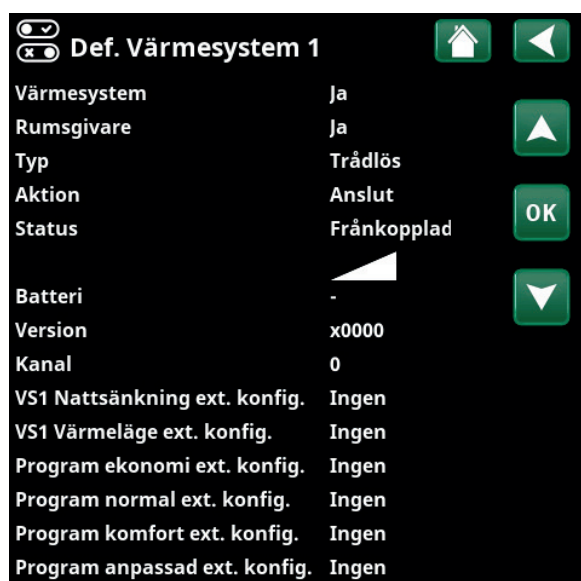 Def. Värmesystem 1
Värmesystem Ja
Rumsgivare Ja
Typ Trådlös
Aktion Anslut
OK
Status Frånkopplad
Batteri -
Version x0000
Kanal 0
VS1 Nattsänkning ext. konfig. Ingen
VS1 Värmeläge ext. konfig. Ingen
Program ekonomi ext. konfig. Ingen
Program normal ext. konfig. Ingen
Program komfort ext. konfig. Ingen
Program anpassad ext. konfig. Ingen